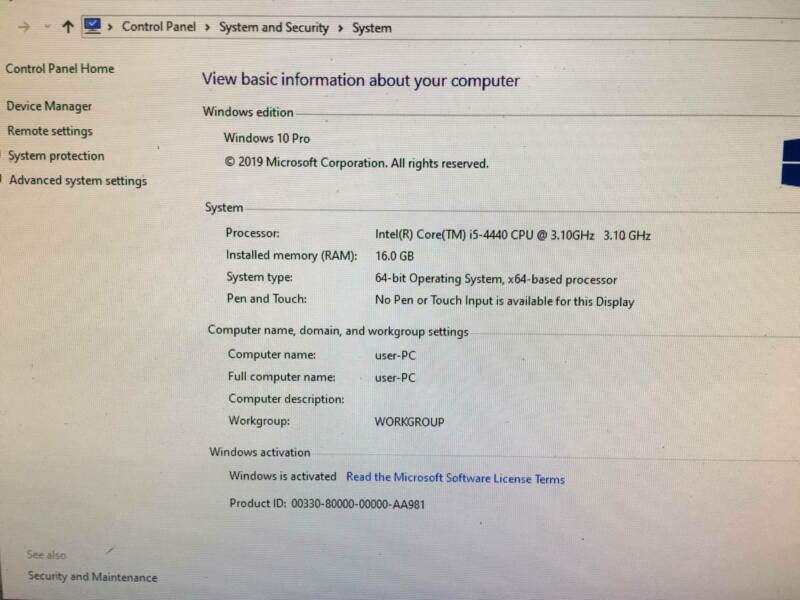 Control Panel > System and Security > System
Control Panel Home
Device Manager
Remote settings
System protection
Advanced system settings
View basic information about your computer
Windows edition
Windows 10 Pro
© 2019 Microsoft Corporation. All rights reserved.
System
Processor: Intel(R) Core(TM) i5-4440 CPU @ 3.10GHz 3.10 GHz
Installed memory (RAM): 16.0 GB
System type: 64-bit Operating System, x64-based processor
Pen and Touch: No Pen or Touch Input is available for this Display
Computer name, domain, and workgroup settings
Computer name: user-PC
Full computer name: user-PC
Computer description:
Workgroup: WORKGROUP
Windows activation
Windows is activated Read the Microsoft Software License Terms
Product ID: 00330-80000-00000-AA981
See also
Security and Maintenance